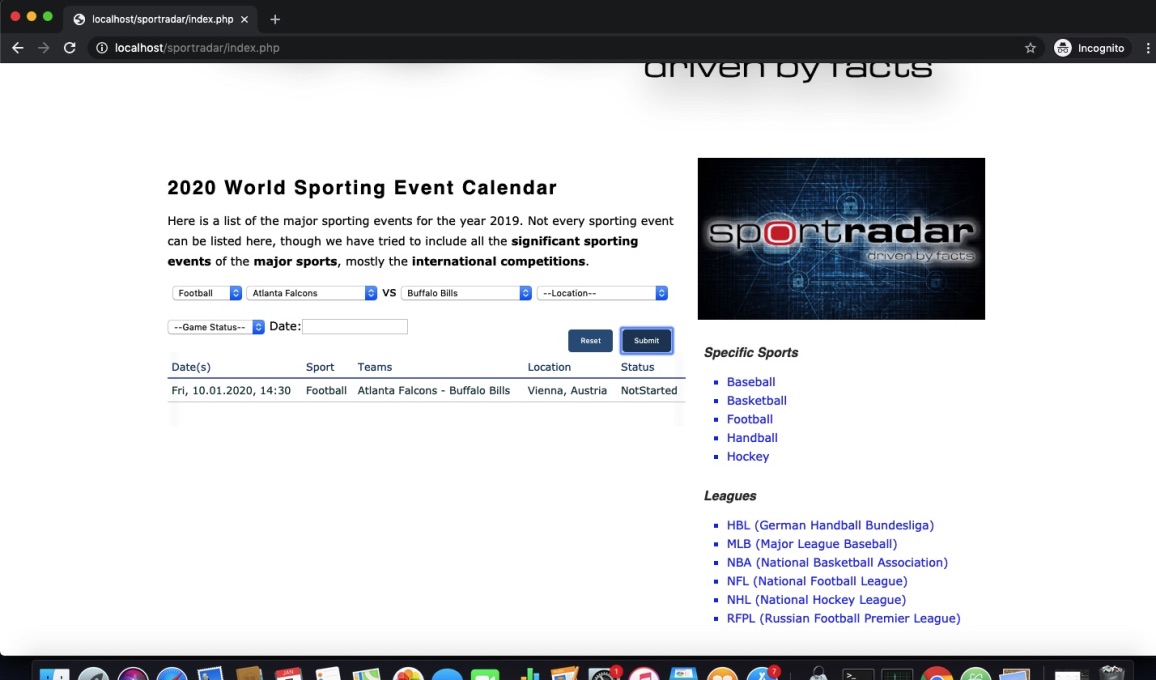 localhost/sportradar/index.php
localhost/sportradar/index.php
Incognito
driven by facts
2020 World Sporting Event Calendar
Here is a list of the major sporting events for the year 2019. Not every sporting event
can be listed here, though we have tried to include all the significant sporting
events of the major sports, mostly the international competitions.
Football Atlanta Falcons VS Buffalo Bills --Location--
--Game Status-- Date:
Reset Submit
Date(s) Sport Teams Location Status
Fri, 10.01.2020, 14:30 Football Atlanta Falcons - Buffalo Bills Vienna, Austria NotStarted
sportradar
driven by facts
Specific Sports
Baseball
Basketball
Football
Handball
Hockey
Leagues
HBL (German Handball Bundesliga)
MLB (Major League Baseball)
NBA (National Basketball Association)
NFL (National Football League)
NHL (National Hockey League)
RFPL (Russian Football Premier League)
JAN
1
7